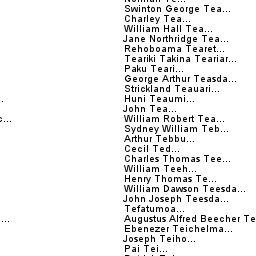 Swinton George Tea...
Charley Tea...
William Hall Tea...
Jane Northridge Tea...
Rehoboama Tearet...
Teariki Takina Teariar...
Paku Teari...
George Arthur Teasda...
Strickland Teauari...
Huni Teaumi...
John Tea...
William Robert Tea...
Sydney William Teb...
Arthur Tebbu...
Cecil Ted...
Charles Thomas Tee...
William Teeh...
Henry Thomas Te...
William Dawson Teesda...
John Joseph Teesda...
Tefatumoa...
Augustus Alfred Beecher Te
Ebenezer Teichelma...
Joseph Teiho...
Pai Tei...